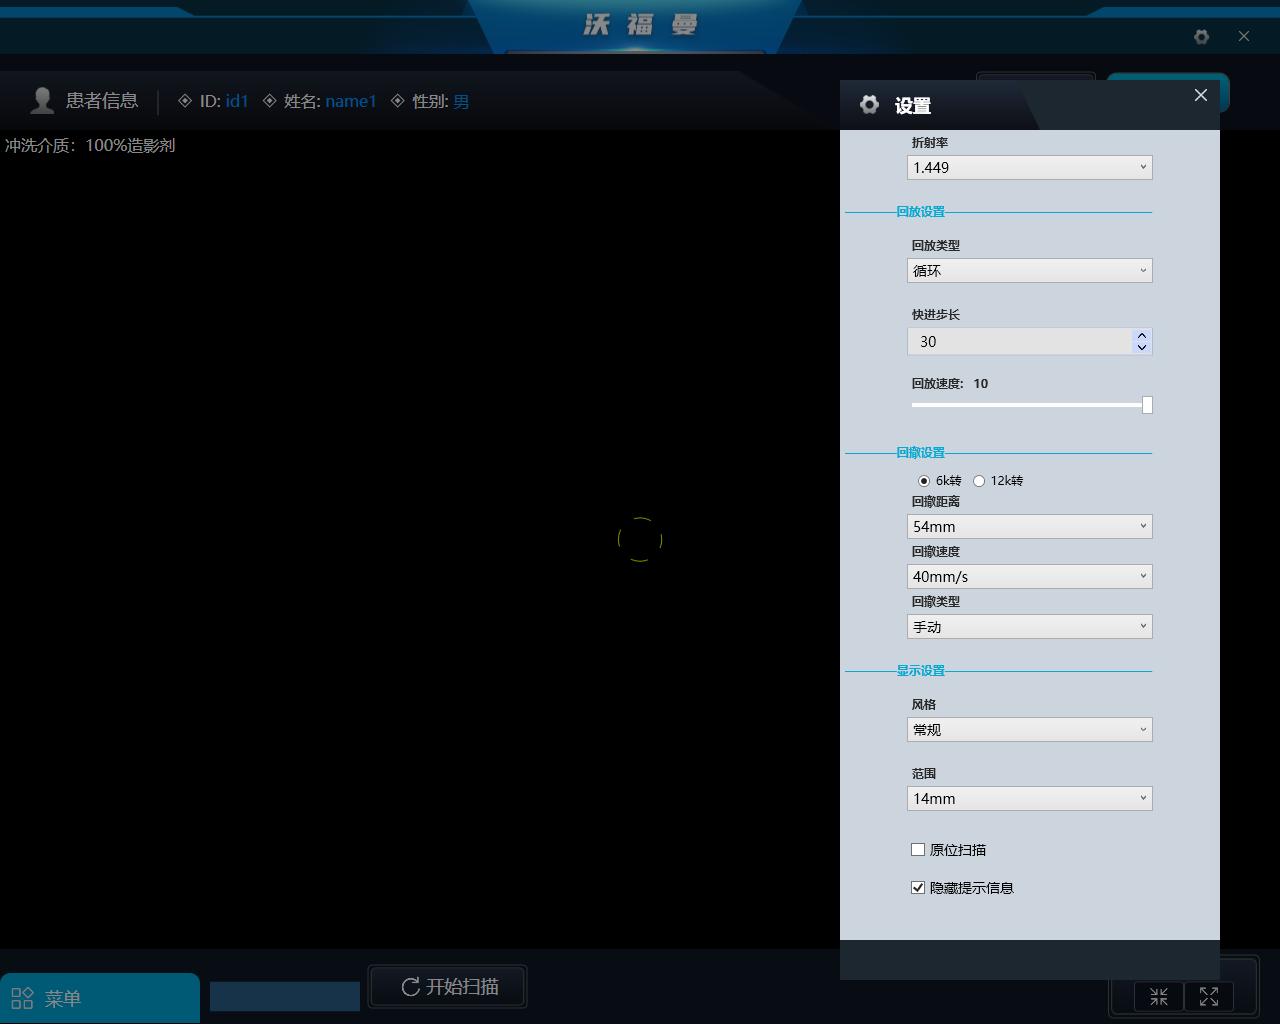 沃福曼
患者信息 ID: id1 姓名: name1 性别: 男
冲洗介质：100%造影剂
设置
折射率
1.449
回放设置
回放类型
循环
快进步长
30
回放速度: 10
回撤设置
6k转 12k转
回撤距离
54mm
回撤速度
40mm/s
回撤类型
手动
显示设置
风格
常规
范围
14mm
原位扫描
隐藏提示信息
菜单
开始扫描